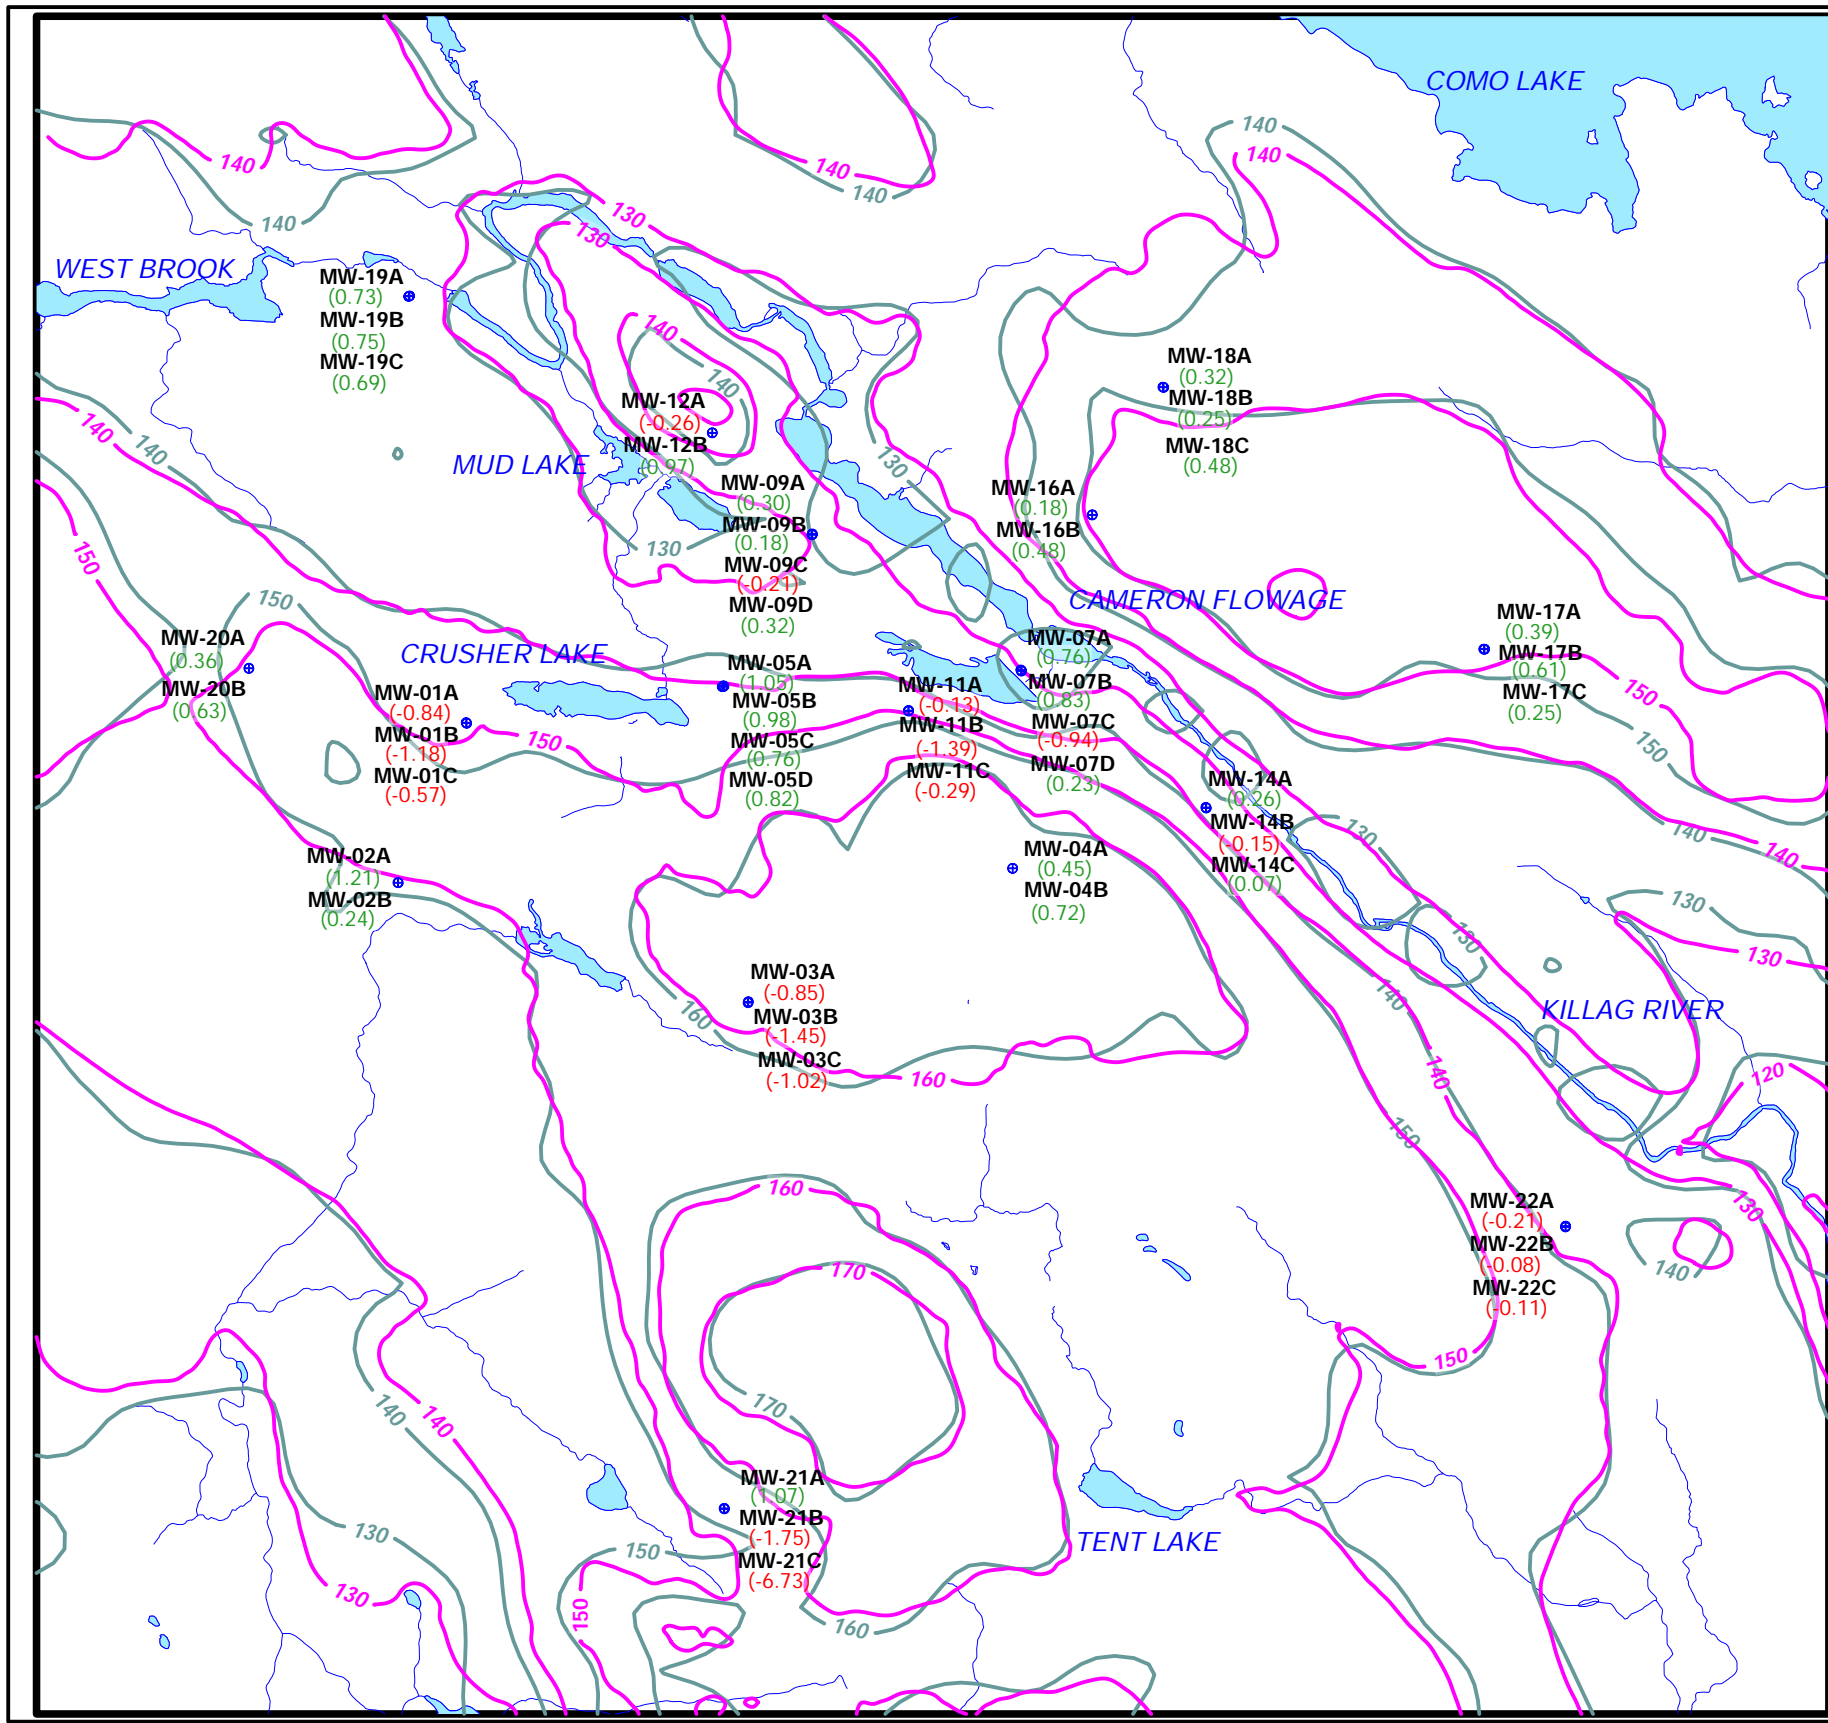 COMO LAKE
140
140
140
140
140
140
130
140
130
WEST BROOK
MW-19A
(0.73)
MW-19B
(0.75)
MW-19C
(0.69)
140
140
MW-18A
(0.32)
MW-18B
(0.25)
MW-18C
(0.48)
MW-12A
(-0.26)
MW-12B
(0.97)
140
140
MUD LAKE
130
MW-09A
(0.30)
MW-09B
(0.18)
MW-09C
(-0.21)
MW-09D
(0.32)
MW-16A
(0.18)
MW-16B
(0.48)
150
130
150
CAMERON FLOWAGE
MW-17A
(0.39)
MW-17B
(0.61)
MW-17C
(0.25)
MW-20A
(0.36)
MW-20B
(0.63)
CRUSHER LAKE
MW-07A
(0.76)
MW-07B
(0.83)
MW-07C
(-0.94)
MW-07D
(0.23)
MW-05A
(1.05)
MW-05B
(0.98)
MW-05C
(0.76)
MW-05D
(0.82)
MW-11A
(-0.13)
MW-11B
(-1.39)
MW-11C
(-0.29)
MW-01A
(-0.84)
MW-01B
(-1.18)
MW-01C
(-0.57)
150
150
150
MW-14A
(0.26)
MW-14B
(-0.15)
MW-14C
(0.07)
130
140
140
MW-02A
(1.21)
MW-02B
(0.24)
MW-04A
(0.45)
MW-04B
(0.72)
130
130
130
MW-03A
(-0.85)
MW-03B
(-1.45)
MW-03C
(-1.02)
160
140
KILLAG RIVER
160
140
120
150
160
130
MW-22A
(-0.21)
MW-22B
(-0.08)
MW-22C
(-0.11)
140
170
150
170
140
140
MW-21A
(1.07)
MW-21B
(-1.75)
MW-21C
(-6.73)
130
150
TENT LAKE
130
150
160